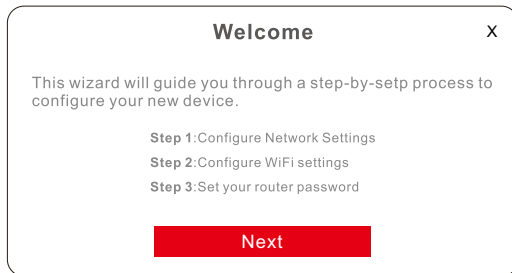 Welcome
X
This wizard will guide you through a step-by-setp process to
configure your new device.
Step 1:Configure Network Settings
Step 2:Configure WiFi settings
Step 3:Set your router password
Next